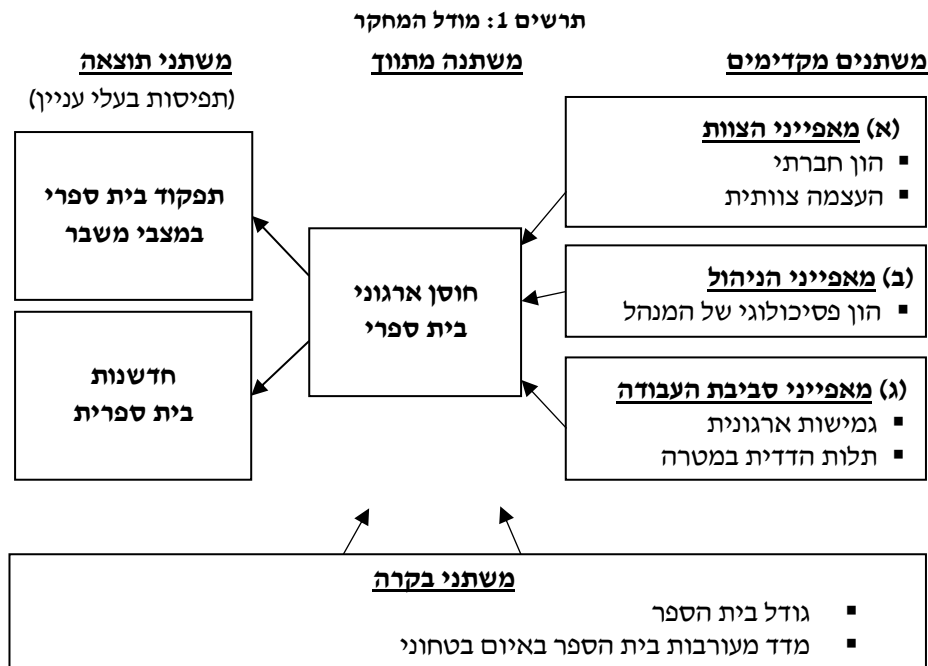 תרשים 1: מודל המחקר
משתנים מקדימים
משתנה מתווך
משתני תוצאה
(תפיסות בעלי עניין)
(א) מאפייני הצוות
▪ הון חברתי
▪ העצמה צוותית
(ב) מאפייני הניהול
▪ הון פסיכולוגי של המנהל
(ג) מאפייני סביבת העבודה
▪ גמישות ארגונית
▪ תלות הדדית במטרה
חוסן ארגוני
בית ספרי
תפקוד בית ספרי
במצבי משבר
חדשנות
בית ספרית
משתני בקרה
▪ גודל בית הספר
▪ מדד מעורבות בית הספר באיום בטחוני